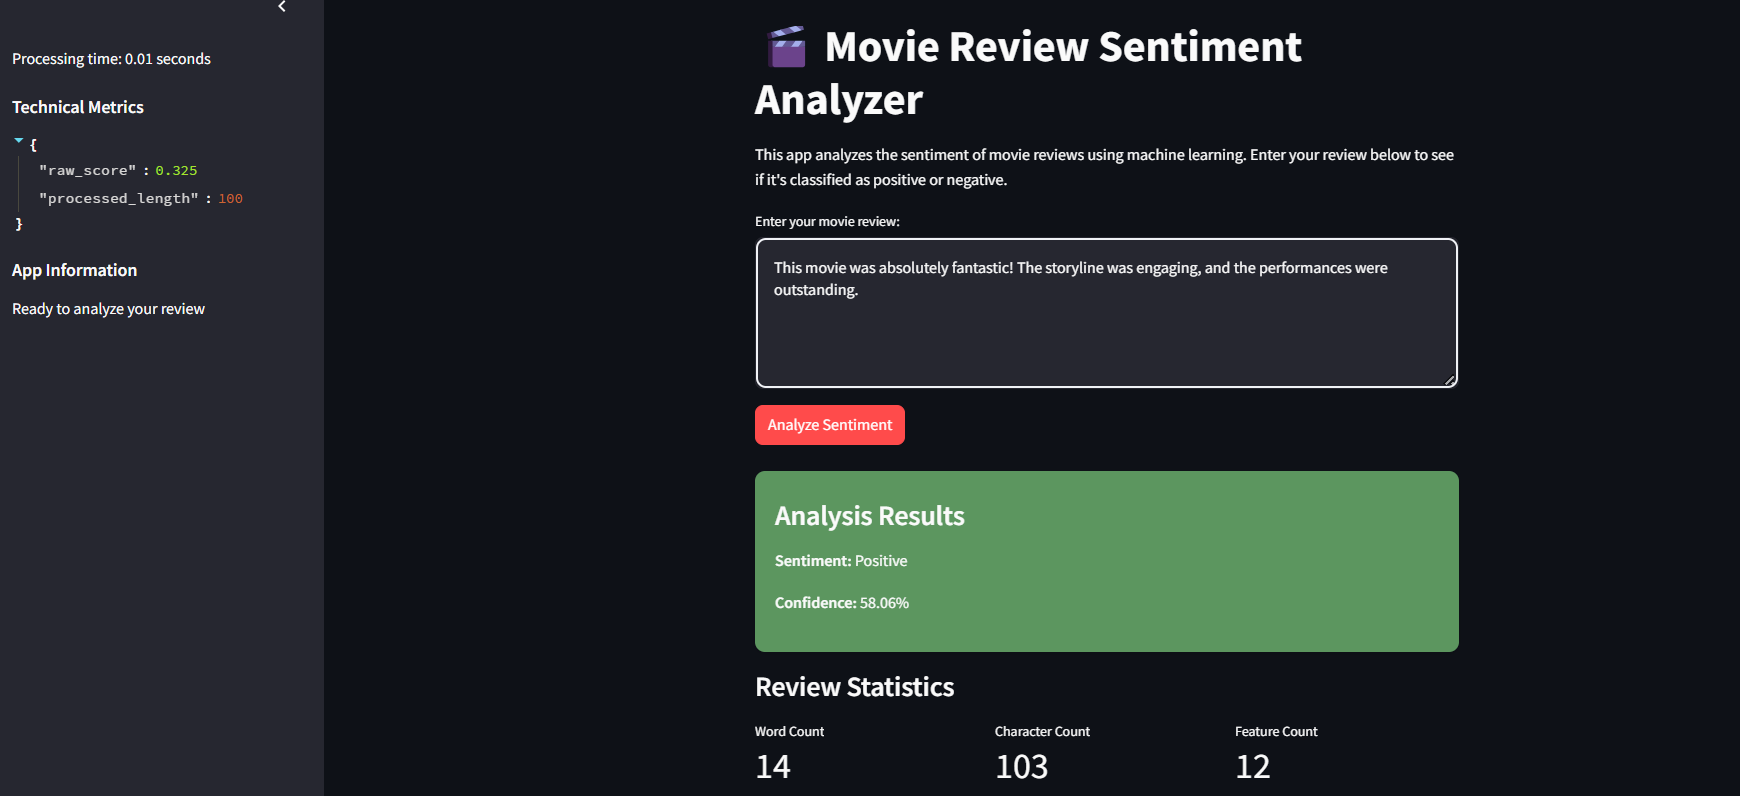 Processing time: 0.01 seconds
Technical Metrics
{
"raw_score" : 0.325
"processed_length" : 100
}
App Information
Ready to analyze your review
Movie Review Sentiment
Analyzer
This app analyzes the sentiment of movie reviews using machine learning. Enter your review below to see
if it's classified as positive or negative.
Enter your movie review:
This movie was absolutely fantastic! The storyline was engaging, and the performances were
outstanding.
Analyze Sentiment
Analysis Results
Sentiment: Positive
Confidence: 58.06%
Review Statistics
Word Count Character Count Feature Count
14 103 12